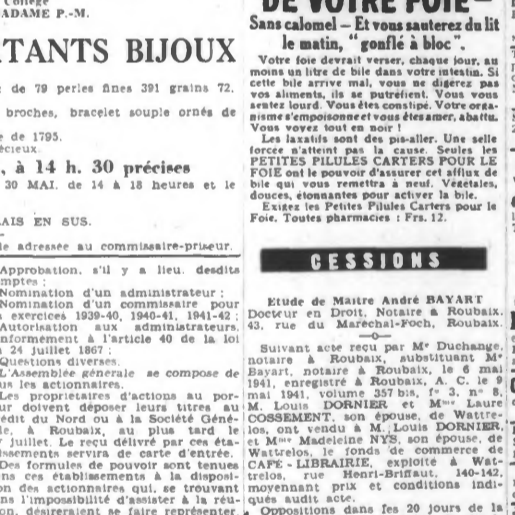 Collège
MADAME P.-M.
TANTS BIJOUX
: de 79 perles fines 391 grains 72.
broches, bracelet souple ornés de
e de 1795.
écieux.
, à 14 h. 30 précises
30 MAI. de 14 à 18 heures et le
AIS EN SUS.
le adressée au commissaire-priseur.
Approbation, s'il y a lieu. desdits
mptes ;
Nomination d'un administrateur ;
Nomination d'un commissaire pour
s exercices 1939-40, 1940-41, 1941-42 ;
Autorisation aux administrateurs,
nformément à l'article 40 de la loi
24 juillet 1867 ;
Questions diverses.
L'Assemblée générale se compose de
us les actionnaires.
Les propriétaires d'actions au por-
ur doivent déposer leurs titres au
édit du Nord ou à la Société Géné-
le, à Roubaix, au plus tard le
juillet. Le reçu délivré par ces éta-
issements servira de carte d'entrée.
Des formules de pouvoir sont tenues
ns ces établissements à la disposi-
on des actionnaires qui, se trouvant
ns l'impossibilité d'assister à la réu-
on, désireraient se faire représenter.
DE VOTRE FOIE -
Sans calomel - Et vous sauterez du lit
le matin, "gonflé à bloc".
Votre foie devrait verser, chaque jour, au
moins un litre de bile dans votre intestin. Si
cette bile arrive mal, vous ne digérez pas
vos aliments, ils se putréfient. Vous vous
sentez lourd. Vous êtes constipé. Votre orga-
nisme s'empoisonne et vous êtes amer, abattu.
Vous voyez tout en noir !
Les laxatifs sont des pis-aller. Une selle
forcée n'atteint pas la cause. Seules les
PETITES PILULES CARTERS POUR LE
FOIE ont le pouvoir d'assurer cet afflux de
bile qui vous remettra à neuf. Végétales,
douces, étonnantes pour activer la bile.
Exigez les Petites Pilules Carters pour le
Foie. Toutes pharmacies : Frs. 12.
CESSIONS
Etude de Maître André BAYART
Docteur en Droit, Notaire à Roubaix.
43, rue du Maréchal-Foch, Roubaix.
Suivant acte reçu par Me Duchange,
notaire à Roubaix, substituant Me
Bayart, notaire à Roubaix, le 6 mai
1941, enregistré à Roubaix, A. C. le 9
mai 1941, volume 357 bis, f° 3, n° 8,
M. Louis DORNIER et Mme Laure
COSSEMENT, son épouse, de Wattre-
los, ont vendu à M. Louis DORNIER,
et Mme Madeleine NYS, son épouse, de
Wattrelos, le fonds de commerce de
CAFÉ - LIBRAIRIE, exploité à Wat-
trelos, rue Henri-Briffaut, 140-142,
moyennant prix et conditions indi-
qués audit acte.
Oppositions dans les 20 jours de la